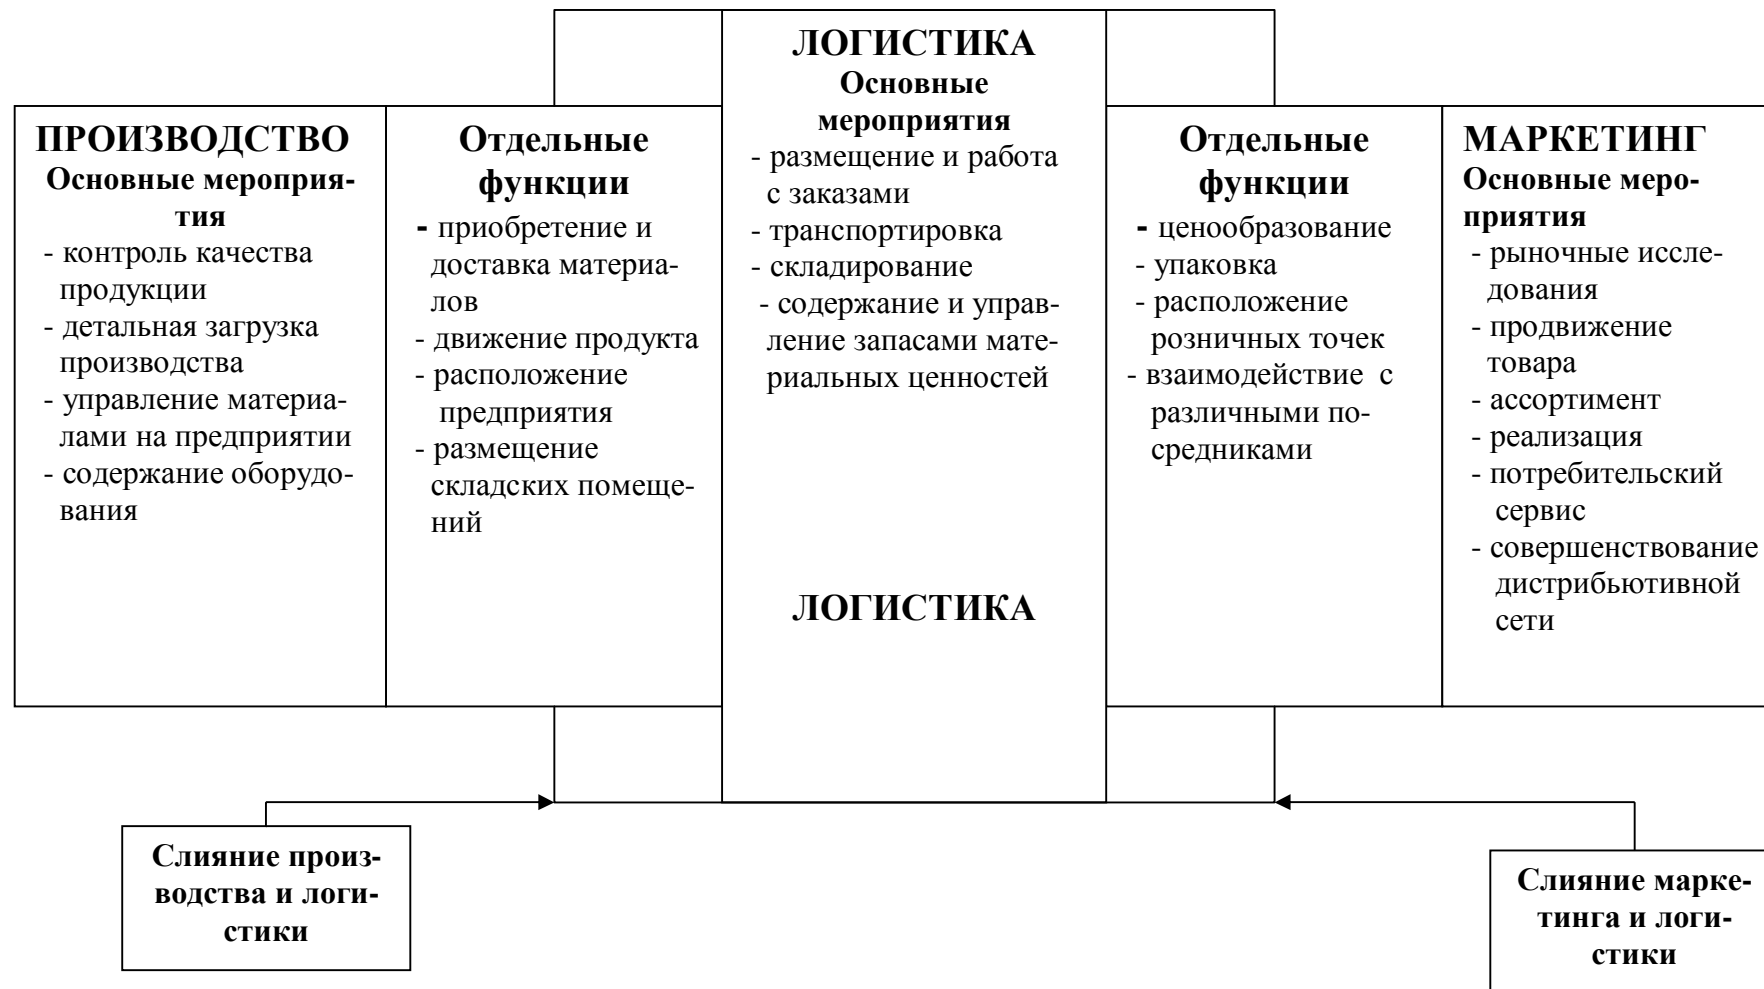 ПРОИЗВОДСТВО
Основные мероприя-
тия
- контроль качества
продукции
- детальная загрузка
производства
- управление материа-
лами на предприятии
- содержание оборудо-
вания
Отдельные
функции
- приобретение и
доставка материа-
лов
- движение продукта
- расположение
предприятия
- размещение
складских помеще-
ний
ЛОГИСТИКА
Основные
мероприятия
- размещение и работа
с заказами
- транспортировка
- складирование
- содержание и управ-
ление запасами мате-
риальных ценностей
ЛОГИСТИКА
Отдельные
функции
- ценообразование
- упаковка
- расположение
розничных точек
- взаимодействие с
различными по-
средниками
МАРКЕТИНГ
Основные меро-
приятия
- рыночные иссле-
дования
- продвижение
товара
- ассортимент
- реализация
- потребительский
сервис
- совершенствование
дистрибьютивной
сети
Слияние произ-
водства и логи-
стики
Слияние марке-
тинга и логи-
стики